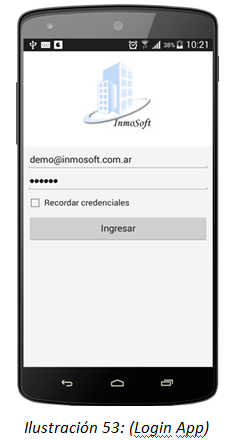 38% 10:21
InmoSoft
demo@inmosoft.com.ar
••••••
Recordar credenciales
Ingresar
Ilustración 53: (Login App)